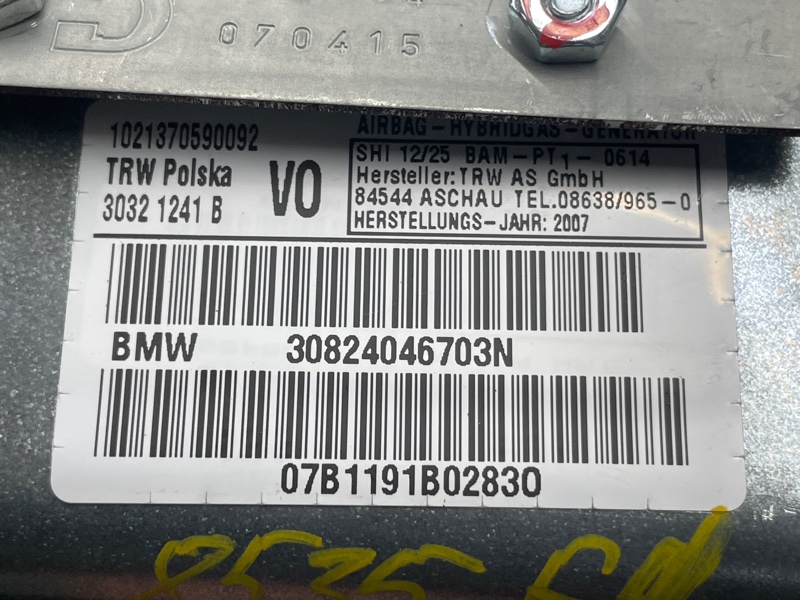 070415
1021370590092
TRW Polska
3032 1241 B
VO
AIRBAG-HYBRIDGAS-GENERATOR
SHI 12/25 BAM-PT1-0614
Hersteller:TRW AS GmbH
84544 ASCHAU TEL.08638/965-0
HERSTELLUNGS-JAHR: 2007
BMW 30824046703N
07B1191B02830